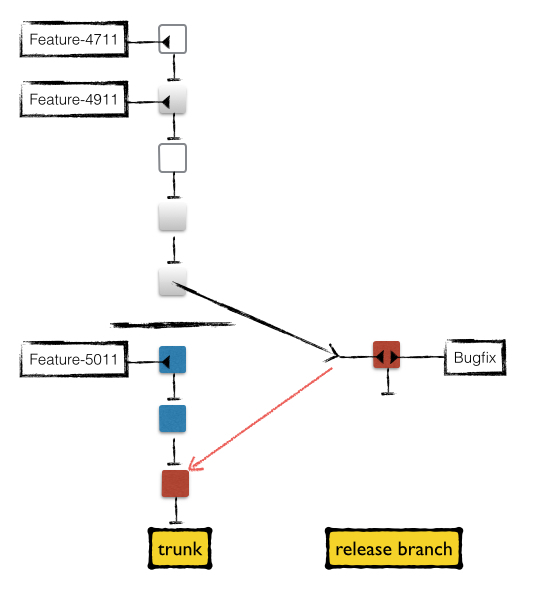 Feature-4711
Feature-4911
Feature-5011
Bugfix
trunk
release branch